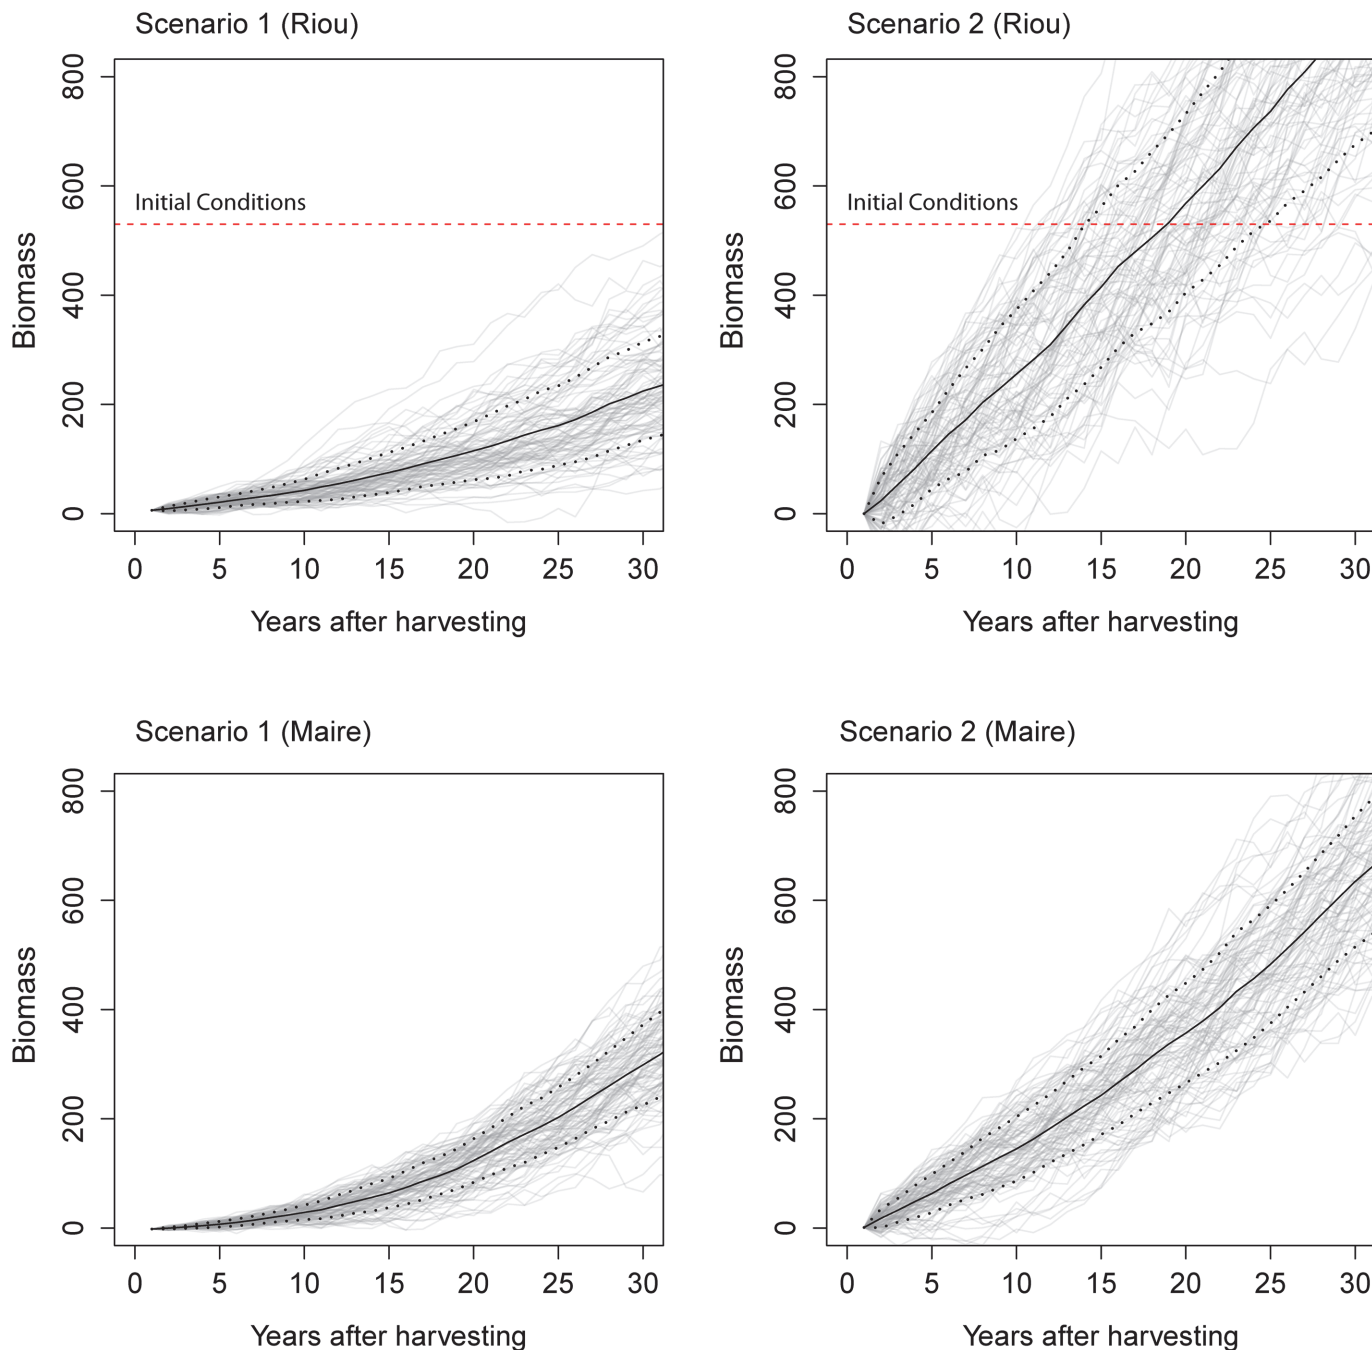 Scenario 1 (Riou)
Scenario 2 (Riou)
800
600
400
200
0
Biomass
Initial Conditions
0 5 10 15 20 25 30
Years after harvesting
800
600
400
200
0
Biomass
Initial Conditions
0 5 10 15 20 25 30
Years after harvesting
Scenario 1 (Maire)
Scenario 2 (Maire)
800
600
400
200
0
Biomass
0 5 10 15 20 25 30
Years after harvesting
800
600
400
200
0
Biomass
0 5 10 15 20 25 30
Years after harvesting